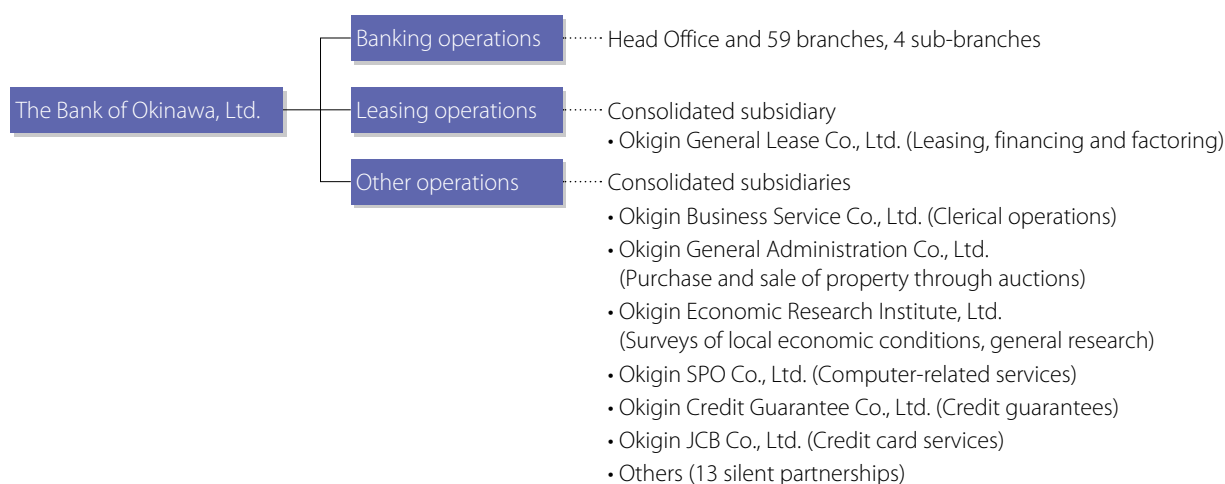 Banking operations
Head Office and 59 branches, 4 sub-branches
The Bank of Okinawa, Ltd.
Leasing operations
Consolidated subsidiary
• Okigin General Lease Co., Ltd. (Leasing, financing and factoring)
Other operations
Consolidated subsidiaries
• Okigin Business Service Co., Ltd. (Clerical operations)
• Okigin General Administration Co., Ltd.
(Purchase and sale of property through auctions)
• Okigin Economic Research Institute, Ltd.
(Surveys of local economic conditions, general research)
• Okigin SPO Co., Ltd. (Computer-related services)
• Okigin Credit Guarantee Co., Ltd. (Credit guarantees)
• Okigin JCB Co., Ltd. (Credit card services)
• Others (13 silent partnerships)